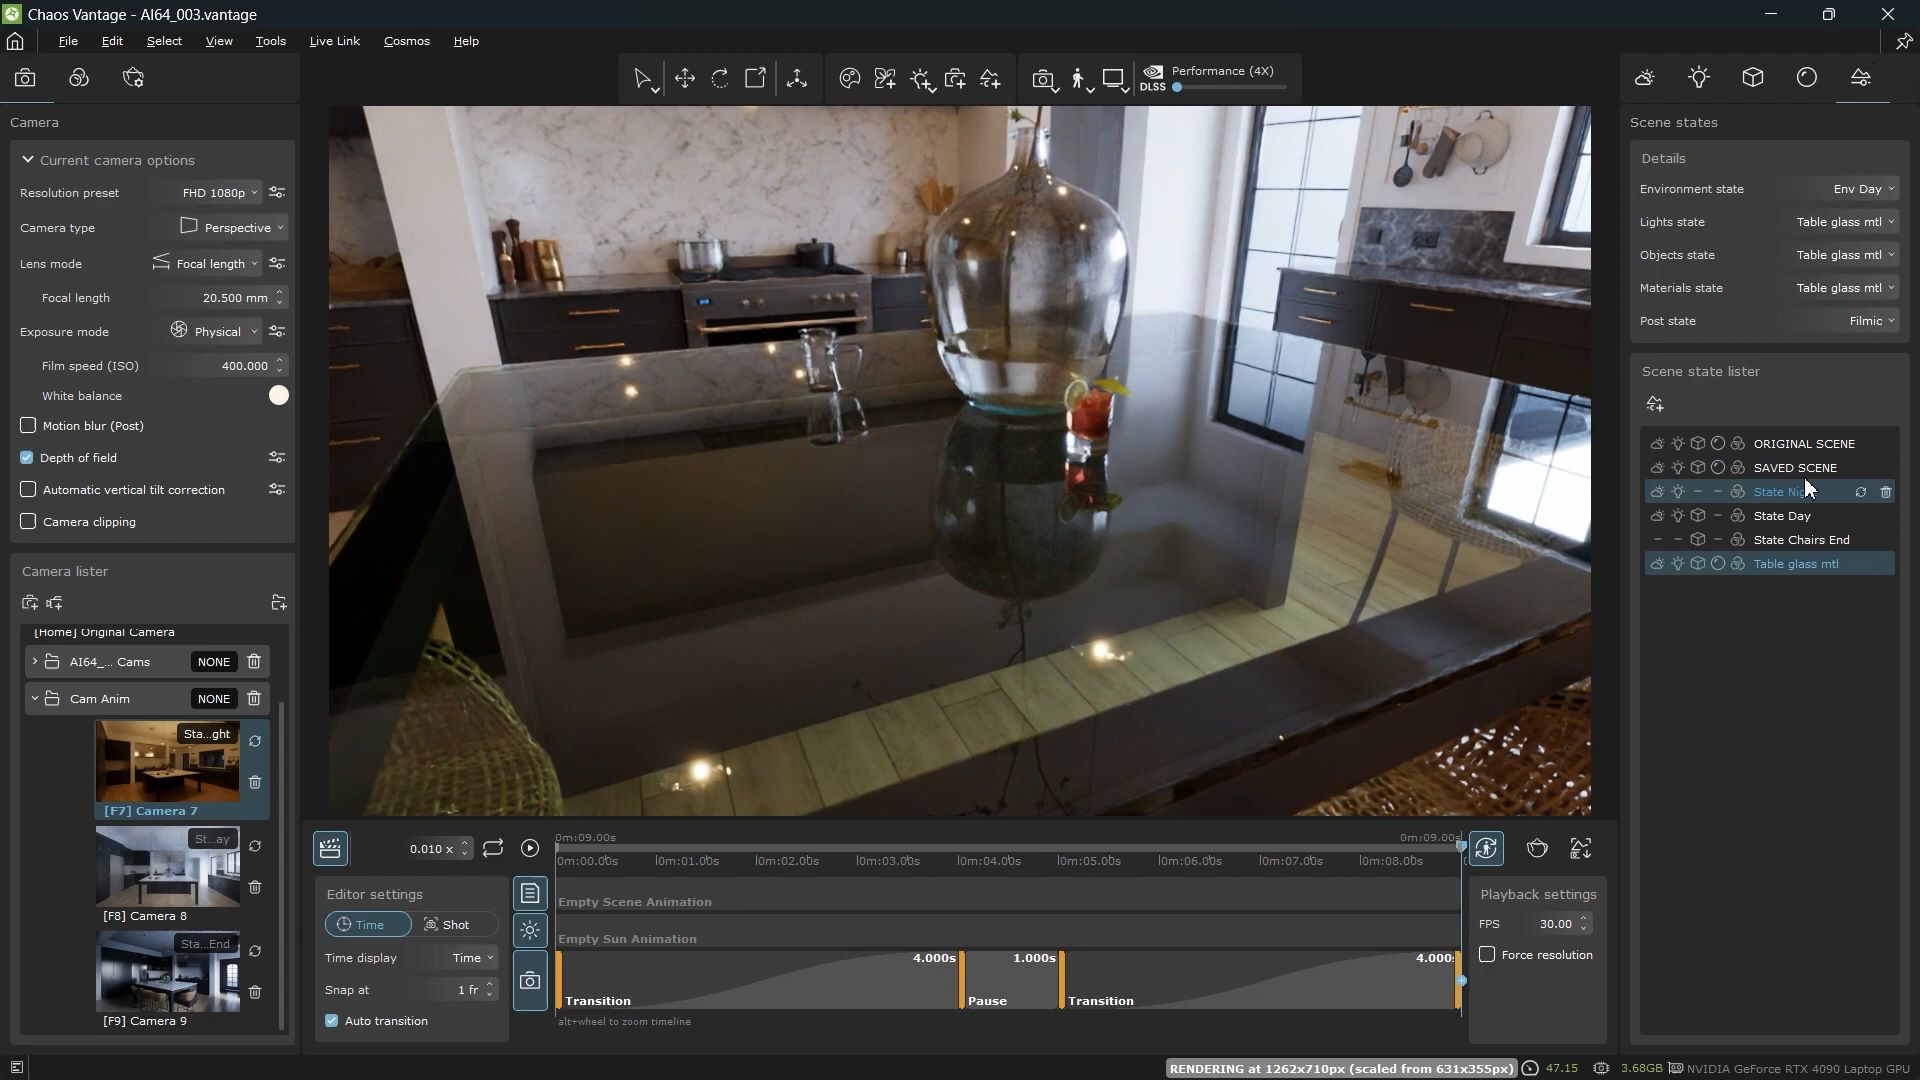 Chaos Vantage - AI64_003.vantage
File Edit Select View Tools Live Link Cosmos Help
DLSS Performance (4X)
Camera
Current camera options
Resolution preset FHD 1080p
Camera type Perspective
Lens mode Focal length
Focal length 20.500 mm
Exposure mode Physical
Film speed (ISO) 400.000
White balance
Motion blur (Post)
Depth of field
Automatic vertical tilt correction
Camera clipping
Camera lister
[Home] Original Camera
AI64_... Cams NONE
Cam Anim NONE
Sta...ght
[F7] Camera 7
St...ay
[F8] Camera 8
Sta...End
[F9] Camera 9
0.010 x
0m:09.00s 0m:09.00s
0m:00.00s 0m:01.00s 0m:02.00s 0m:03.00s 0m:04.00s 0m:05.00s 0m:06.00s 0m:07.00s 0m:08.00s
Editor settings
Time Shot
Time display Time
Snap at 1 fr
Auto transition
Empty Scene Animation
Empty Sun Animation
4.000s 1.000s 4.000s
Transition Pause Transition
alt+wheel to zoom timeline
Playback settings
FPS 30.00
Force resolution
Scene states
Details
Environment state Env Day
Lights state Table glass mtl
Objects state Table glass mtl
Materials state Table glass mtl
Post state Filmic
Scene state lister
ORIGINAL SCENE
SAVED SCENE
State
State Day
State Chairs End
Table glass mtl
RENDERING at 1262x710px (scaled from 631x355px) 47.15 3.68GB NVIDIA GeForce RTX 4090 Laptop GPU